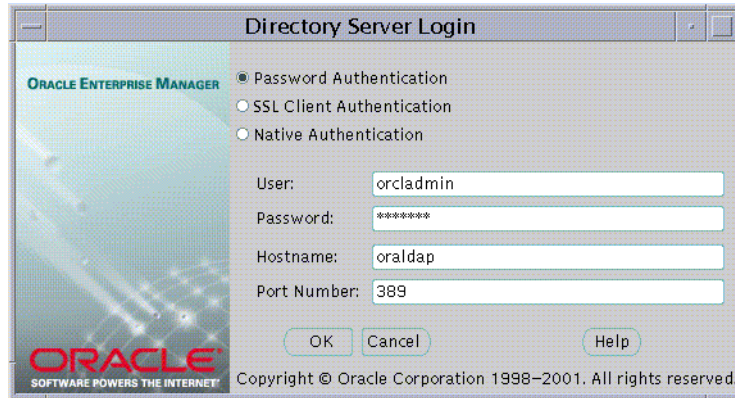 Directory Server Login
ORACLE ENTERPRISE MANAGER
Password Authentication
SSL Client Authentication
Native Authentication
User: orcladmin
Password: *******
Hostname: oraldap
Port Number: 389
OK Cancel Help
ORACLE
SOFTWARE POWERS THE INTERNET
Copyright © Oracle Corporation 1998–2001. All rights reserved.